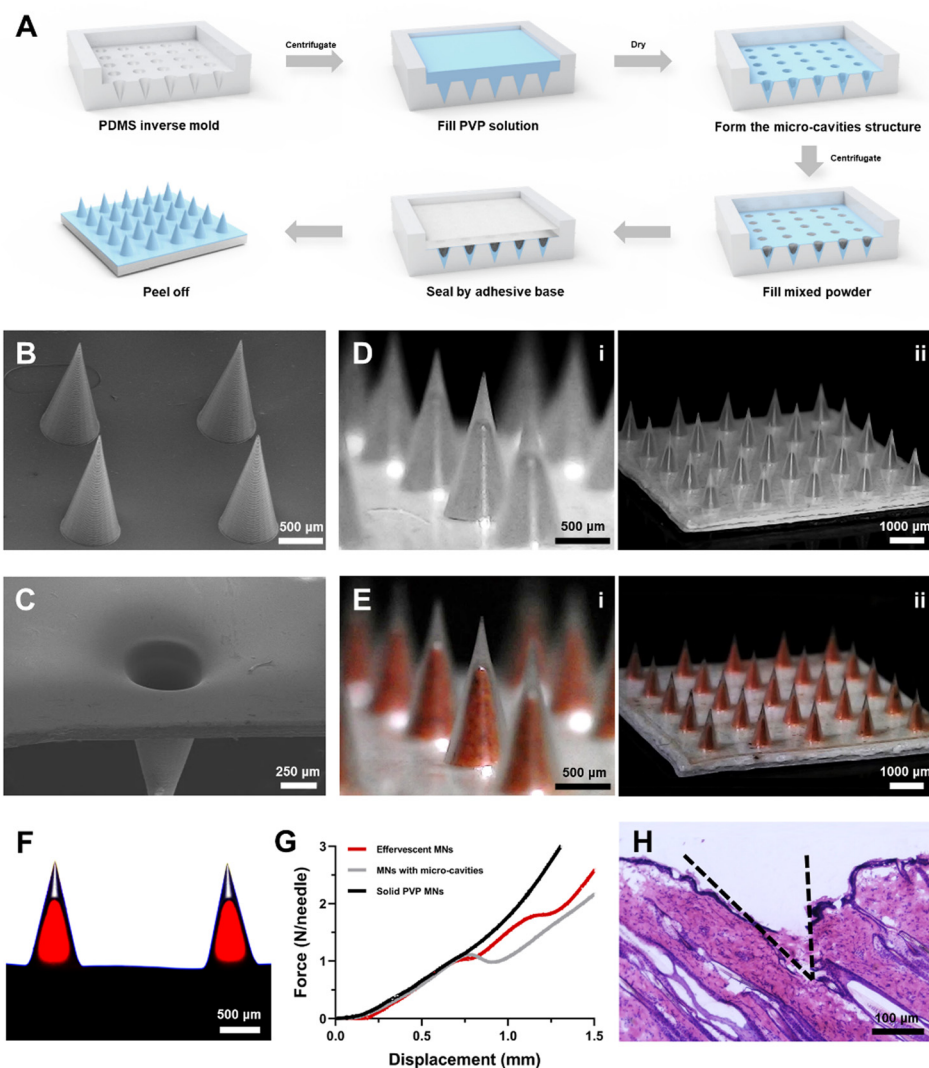 A
Centrifugate
Dry
PDMS inverse mold
Fill PVP solution
Form the micro-cavities structure
Centrifugate
Peel off
Seal by adhesive base
Fill mixed powder
B
500 µm
D
i
500 µm
ii
1000 µm
C
250 µm
E
i
500 µm
ii
1000 µm
F
500 µm
G
Effervescent MNs
MNs with micro-cavities
Solid PVP MNs
Force (N/needle)
3
2
1
0
0.0
0.5
1.0
1.5
Displacement (mm)
H
100 µm